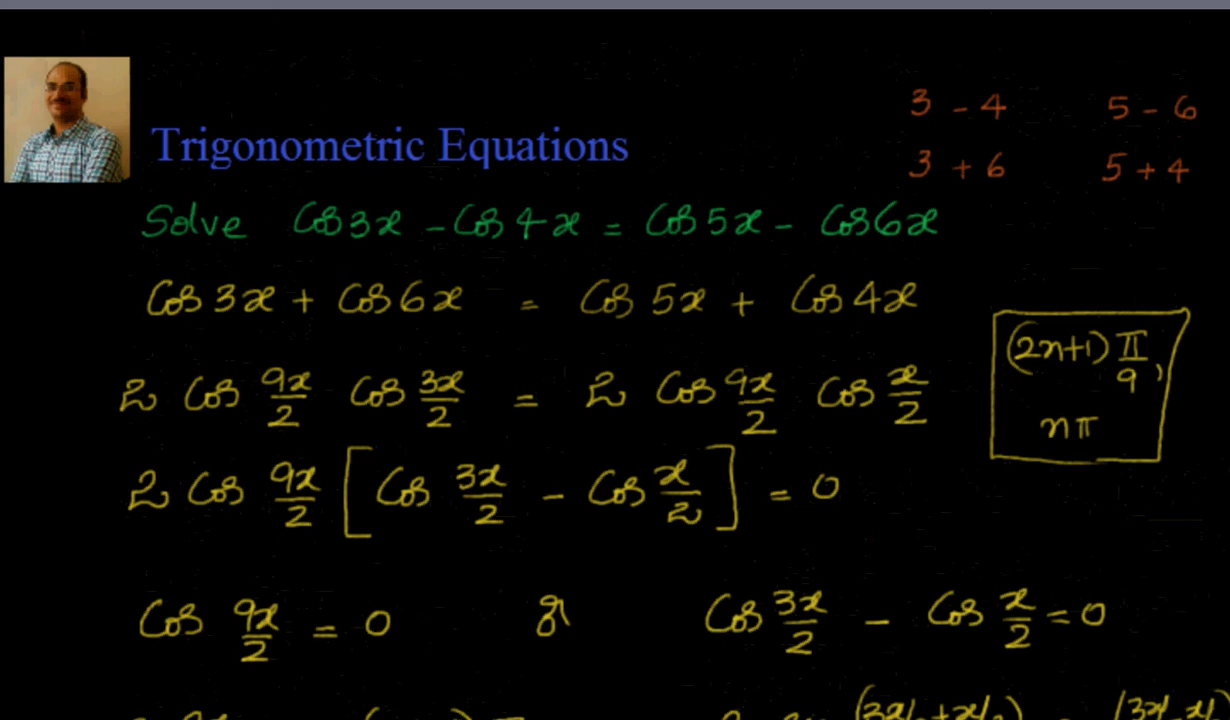 3 - 4 5 - 6
Trigonometric Equations
3 + 6 5 + 4
Solve Cos 3x - Cos 4x = Cos 5x - Cos 6x
Cos 3x + Cos 6x = Cos 5x + Cos 4x
(2n+1) π/9,
2 Cos 9x/2 Cos 3x/2 = 2 Cos 9x/2 Cos x/2
nπ
2 Cos 9x/2 [Cos 3x/2 - Cos x/2] = 0
Cos 9x/2 = 0 or Cos 3x/2 - Cos x/2 = 0